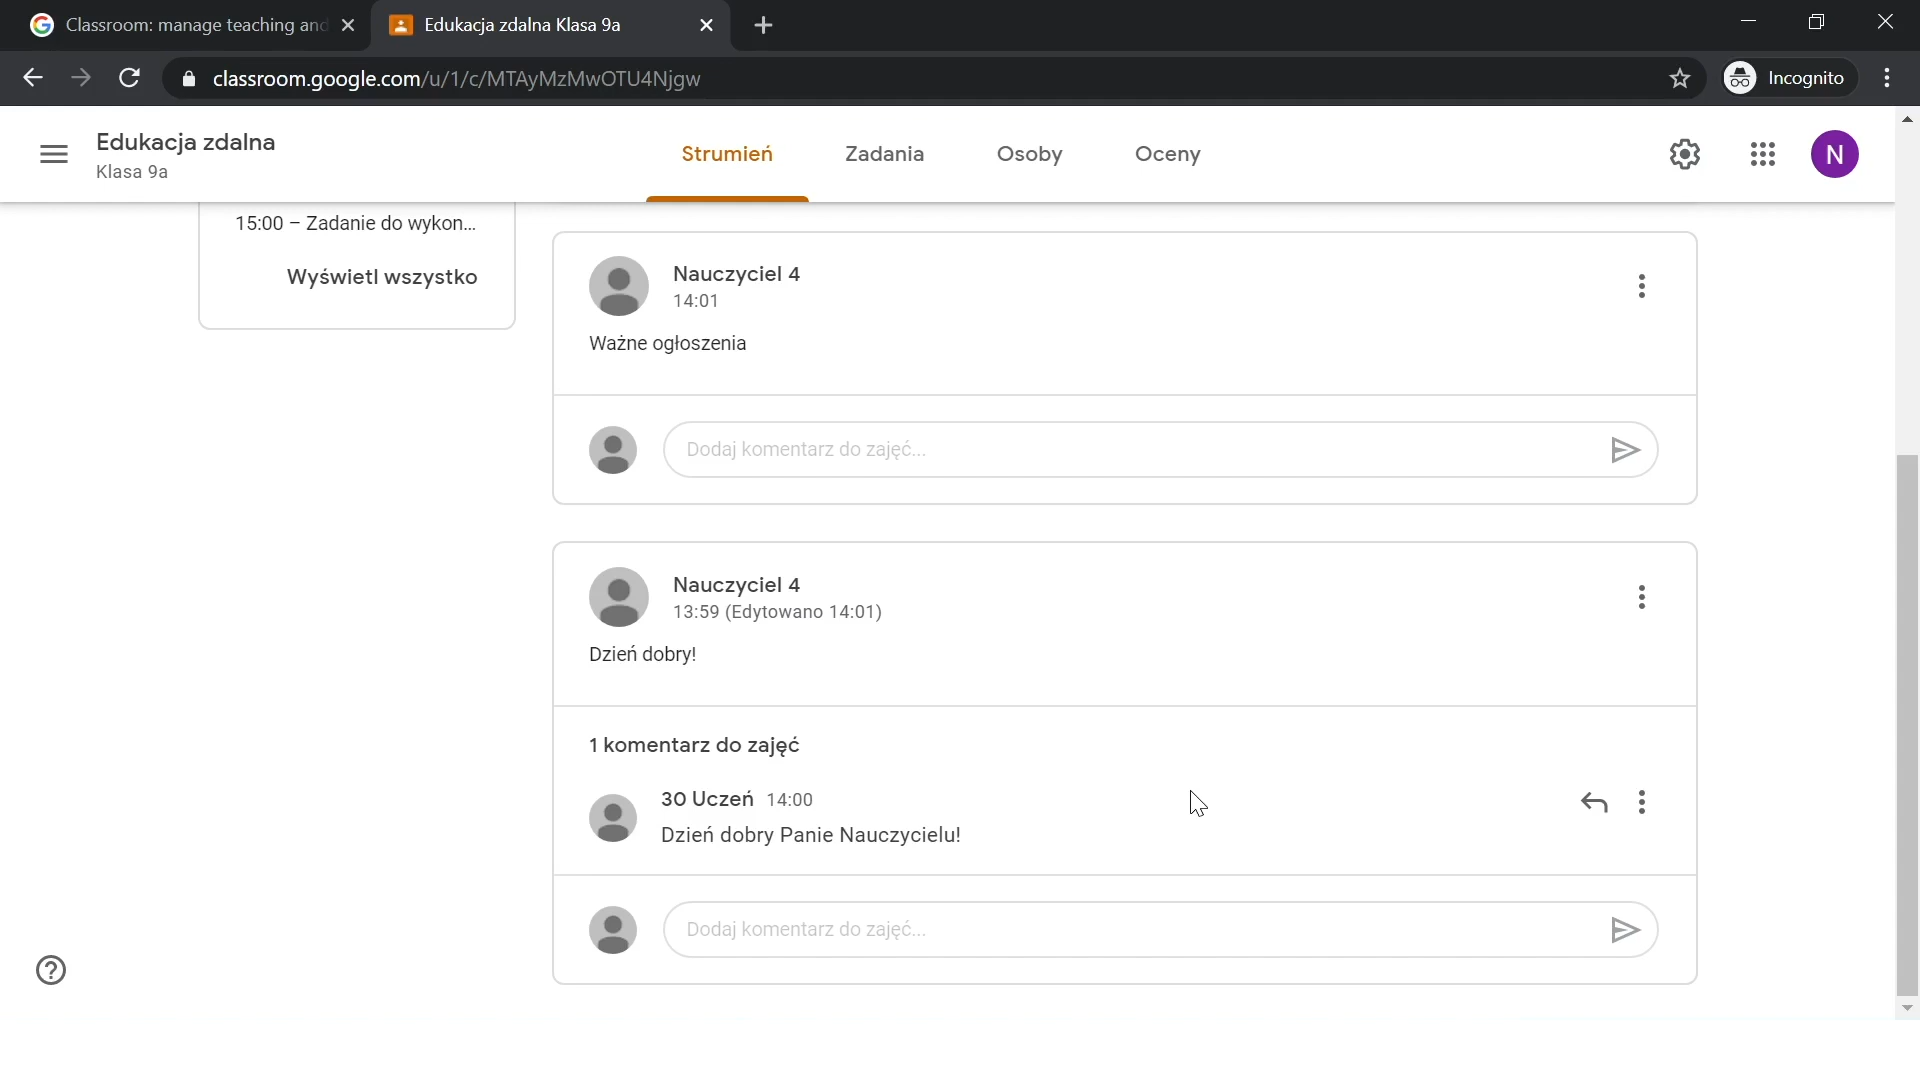 Classroom: manage teaching and
Edukacja zdalna Klasa 9a
classroom.google.com/u/1/c/MTAyMzMwOTU4Njgw
Incognito
Edukacja zdalna
Klasa 9a
Strumień
Zadania
Osoby
Oceny
N
15:00 – Zadanie do wykon...
Wyświetl wszystko
Nauczyciel 4
14:01
Ważne ogłoszenia
Dodaj komentarz do zajęć...
Nauczyciel 4
13:59 (Edytowano 14:01)
Dzień dobry!
1 komentarz do zajęć
30 Uczeń 14:00
Dzień dobry Panie Nauczycielu!
Dodaj komentarz do zajęć...